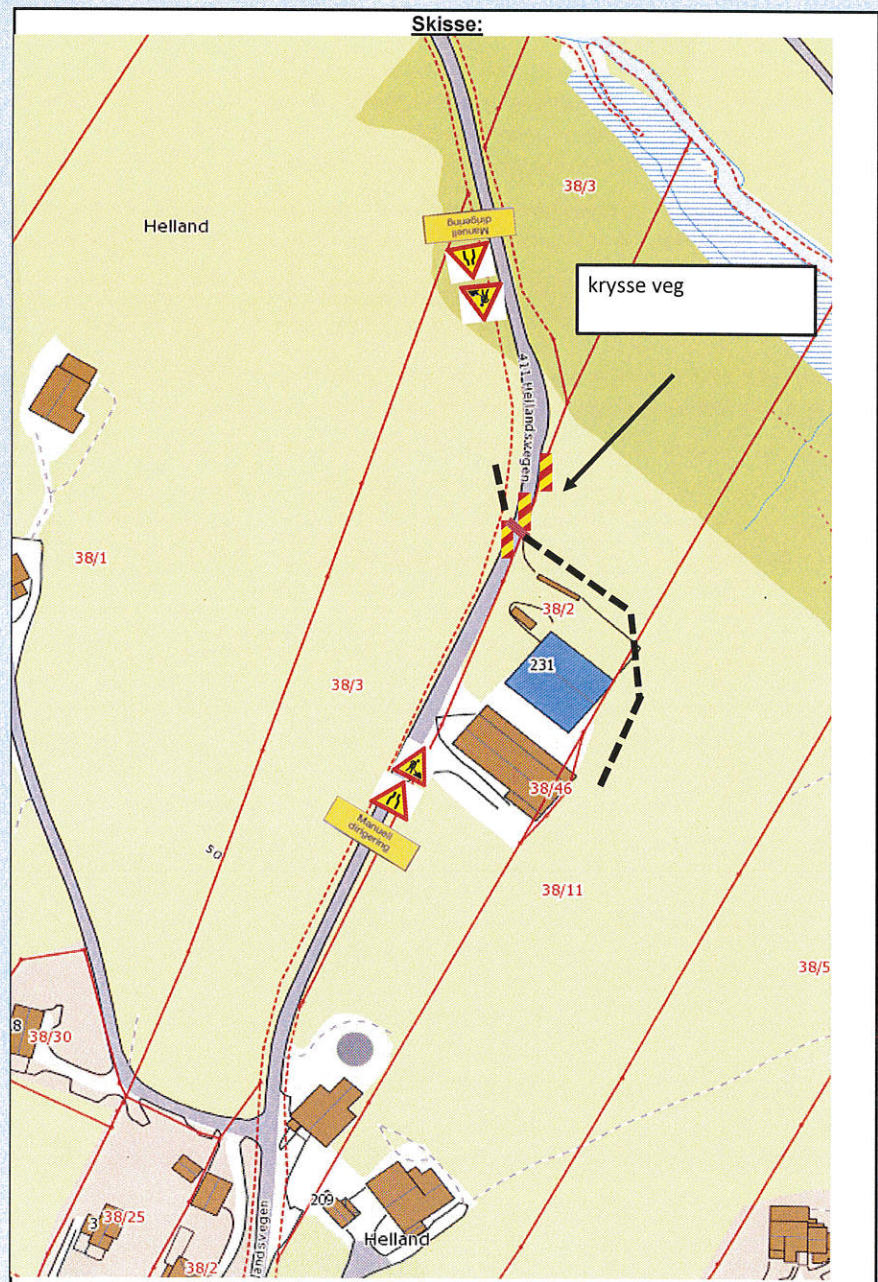 Skisse:
38/3
Helland
Manuell
dirigering
krysse veg
411 Hellandsvegen
38/1
38/2
231
38/3
38/46
Manuell
dirigering
50
38/11
38/5
8
38/30
209
38/25
3
Helland
andsvegen
38/2